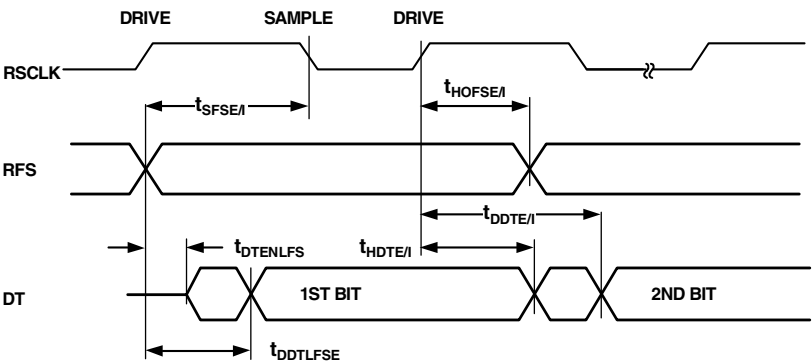 DRIVE SAMPLE DRIVE
RSCLK
tHOFSE/I
tSFSE/I
RFS
tDDTE/I
tDTENLFS tHDTE/I
DT 1ST BIT 2ND BIT
tDDTLFSE